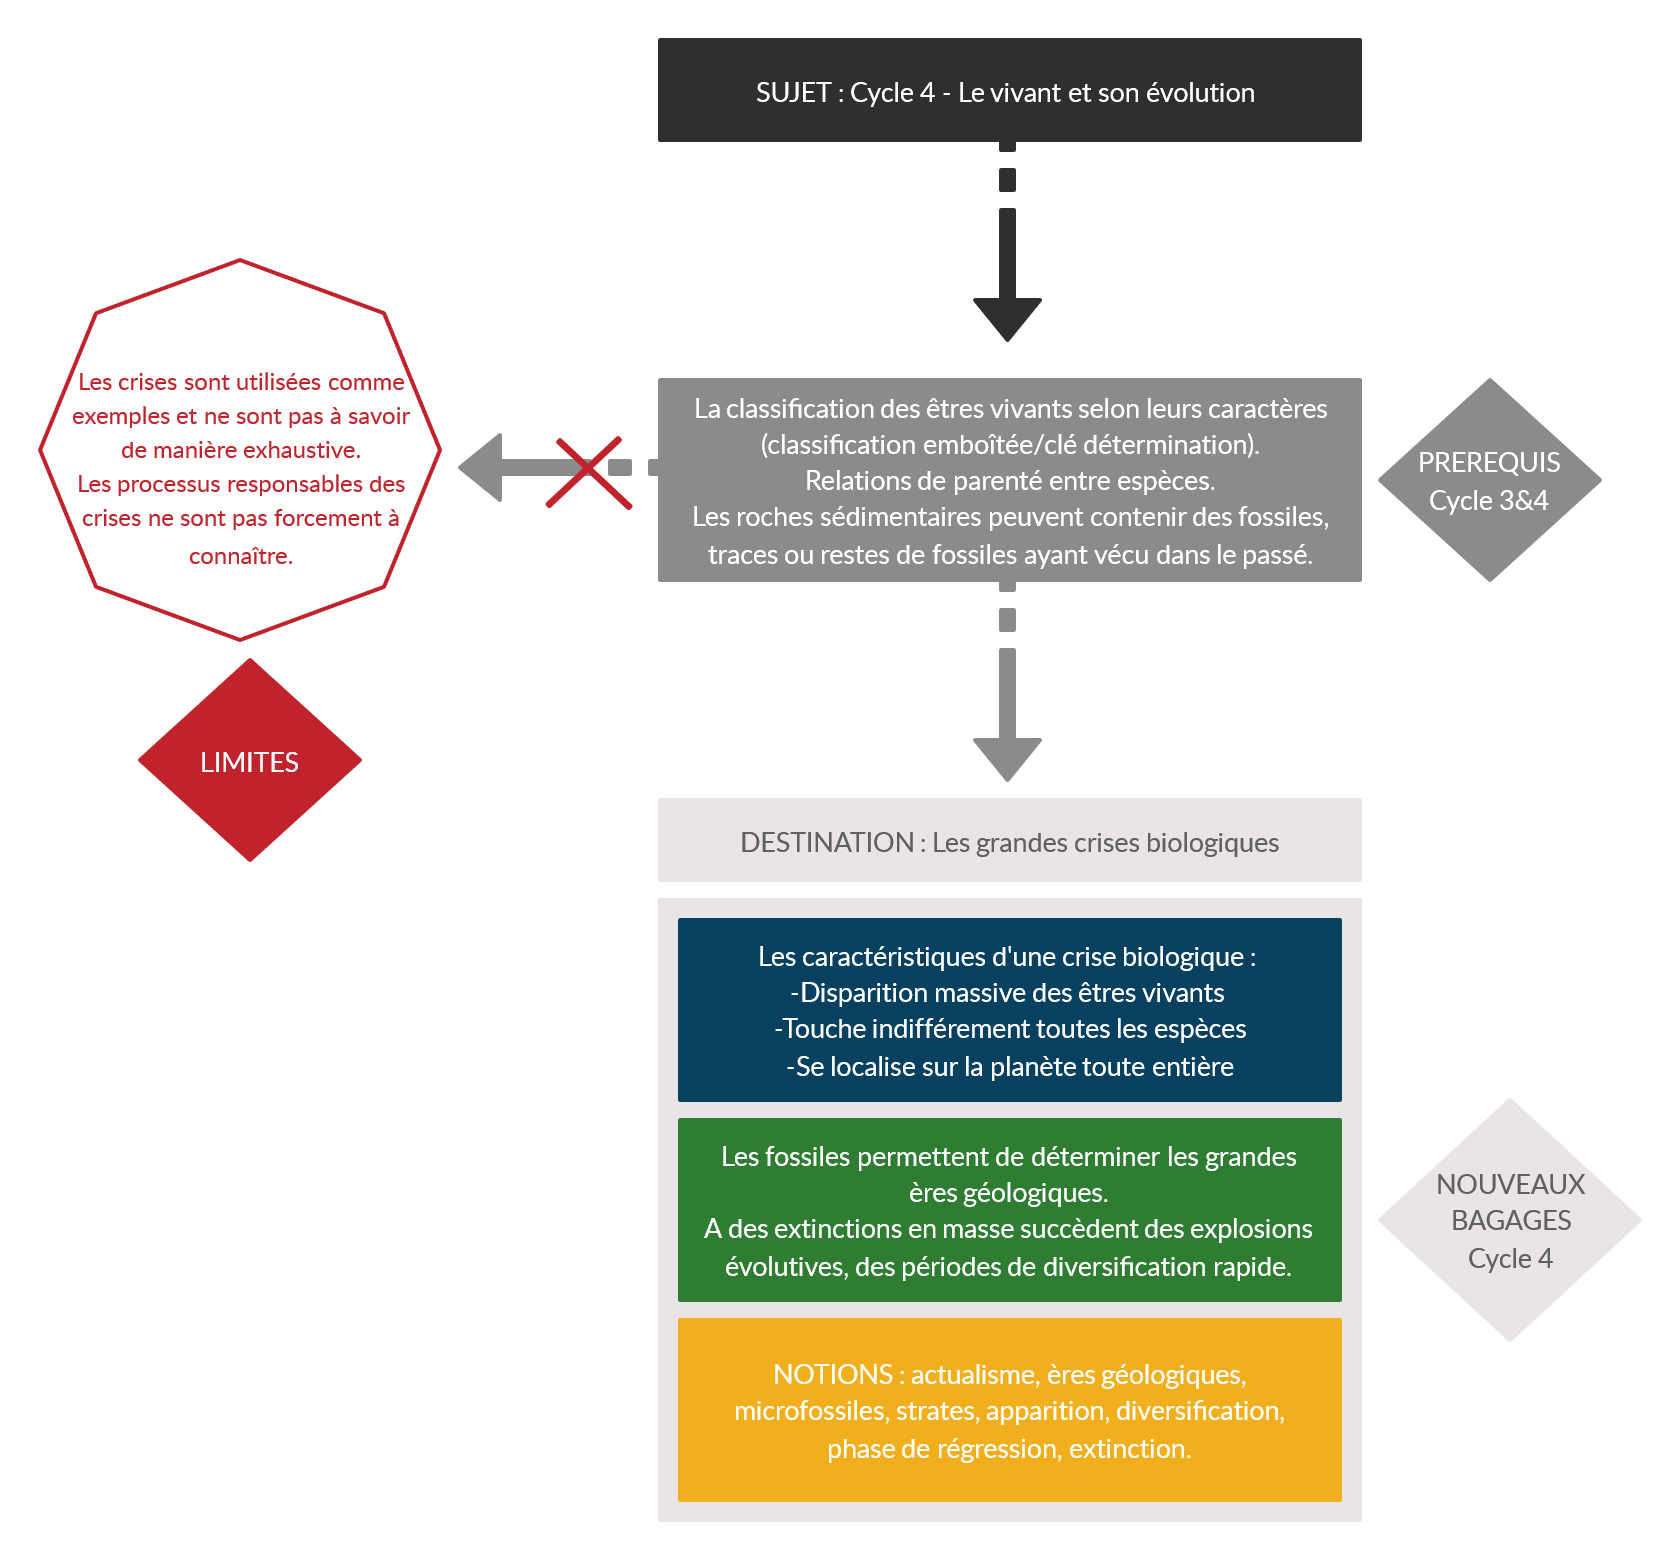 SUJET : Cycle 4 - Le vivant et son évolution
Les crises sont utilisées comme
exemples et ne sont pas à savoir
de manière exhaustive.
Les processus responsables des
crises ne sont pas forcement à
connaître.
LIMITES
La classification des êtres vivants selon leurs caractères
(classification emboîtée/clé détermination).
Relations de parenté entre espèces.
Les roches sédimentaires peuvent contenir des fossiles,
traces ou restes de fossiles ayant vécu dans le passé.
PREREQUIS
Cycle 3&4
DESTINATION : Les grandes crises biologiques
Les caractéristiques d'une crise biologique :
-Disparition massive des êtres vivants
-Touche indifférement toutes les espèces
-Se localise sur la planète toute entière
Les fossiles permettent de déterminer les grandes
ères géologiques.
A des extinctions en masse succèdent des explosions
évolutives, des périodes de diversification rapide.
NOTIONS : actualisme, ères géologiques,
microfossiles, strates, apparition, diversification,
phase de régression, extinction.
NOUVEAUX
BAGAGES
Cycle 4